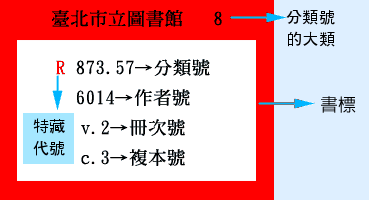 臺北市立圖書館 8→分類號的大類
R 873.57→分類號
6014→作者號
特藏代號
v.2→冊次號
c.3→複本號
→書標